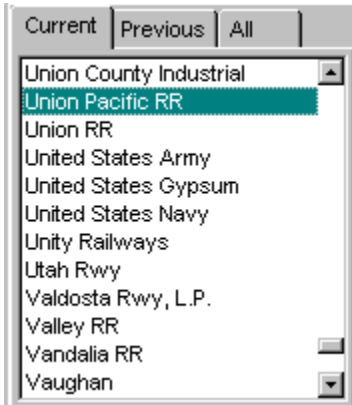 Current Previous All
Union County Industrial
Union Pacific RR
Union RR
United States Army
United States Gypsum
United States Navy
Unity Railways
Utah Rwy
Valdosta Rwy, L.P.
Valley RR
Vandalia RR
Vaughan